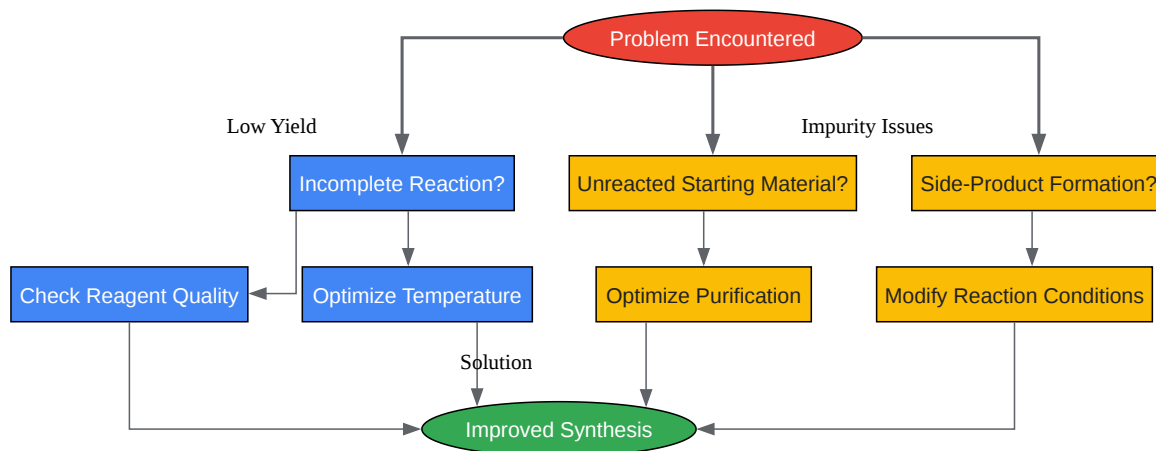 Problem Encountered
Low Yield
Impurity Issues
Incomplete Reaction?
Unreacted Starting Material?
Side-Product Formation?
Check Reagent Quality
Optimize Temperature
Optimize Purification
Modify Reaction Conditions
Solution
Improved Synthesis